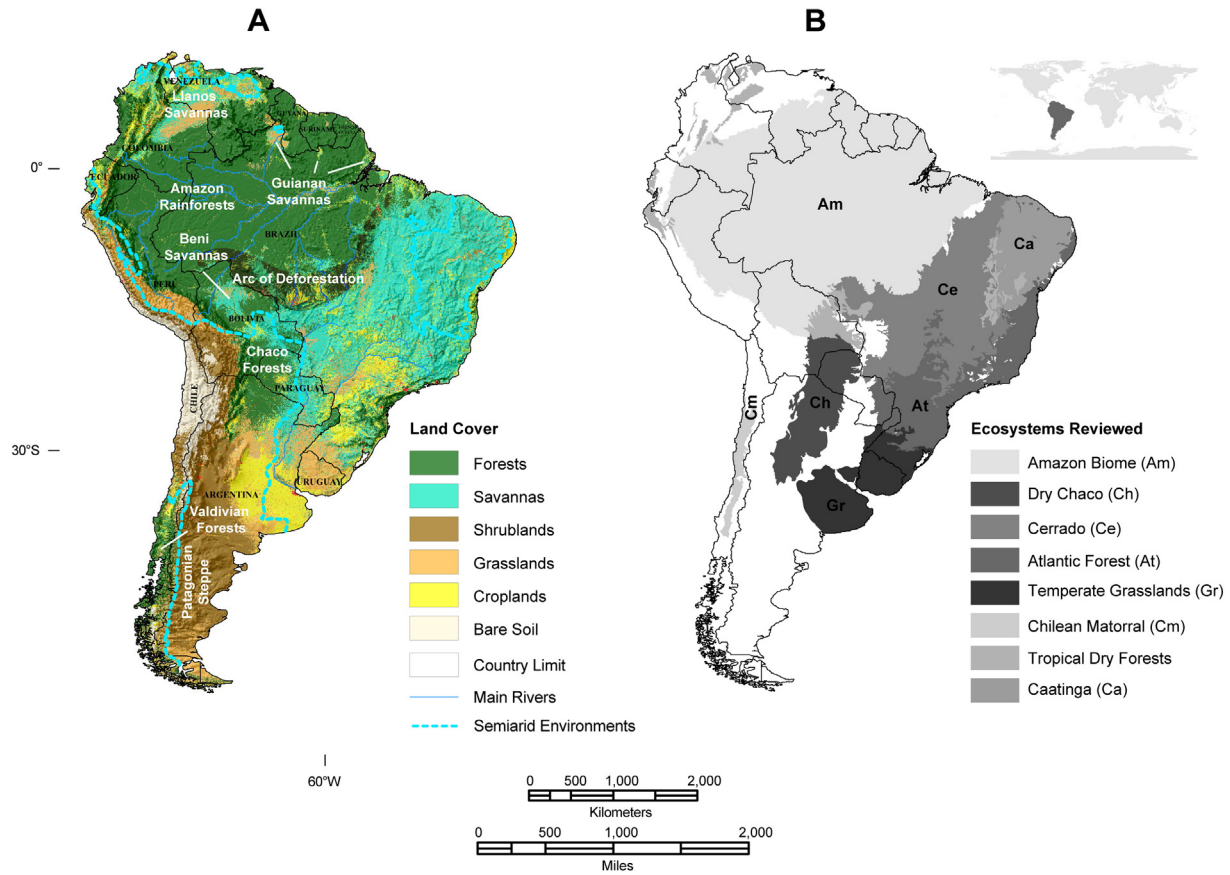 A
B
VENEZUELA
Llanos
Savannas
GUYANA
SURINAME
COLOMBIA
0°
ECUADOR
Amazon
Rainforests
Guianan
Savannas
Am
BRAZIL
Beni
Savannas
Ca
Arc of Deforestation
PERU
Ce
BOLIVIA
Chaco
Forests
CHILE
PARAGUAY
Cm
Ch
At
30°S
URUGUAY
ARGENTINA
Valdivian
Forests
Gr
Patagonian
Steppe
Land Cover
Forests
Savannas
Shrublands
Grasslands
Croplands
Bare Soil
Country Limit
Main Rivers
Semiarid Environments
Ecosystems Reviewed
Amazon Biome (Am)
Dry Chaco (Ch)
Cerrado (Ce)
Atlantic Forest (At)
Temperate Grasslands (Gr)
Chilean Matorral (Cm)
Tropical Dry Forests
Caatinga (Ca)
60°W
0 500 1,000 2,000
Kilometers
0 500 1,000 2,000
Miles